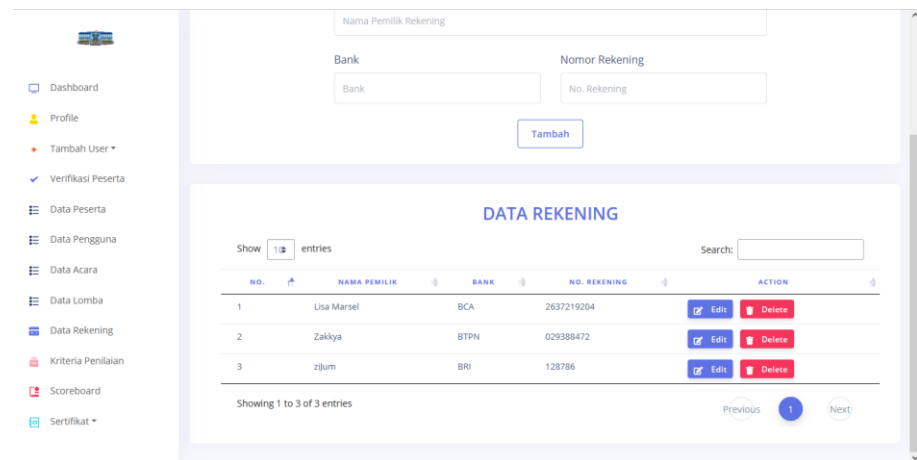 Nama Pemilik Rekening
Bank
Nomor Rekening
Bank
No. Rekening
Tambah
Dashboard
Profile
Tambah User
Verifikasi Peserta
Data Peserta
Data Pengguna
Data Acara
Data Lomba
Data Rekening
Kriteria Penilaian
Scoreboard
Sertifikat
DATA REKENING
Show 10 entries
Search:
NO. NAMA PEMILIK BANK NO. REKENING ACTION
1 Lisa Marsel BCA 2637219204 Edit Delete
2 Zakkya BTPN 029388472 Edit Delete
3 ziJum BRI 128786 Edit Delete
Showing 1 to 3 of 3 entries
Previous 1 Next